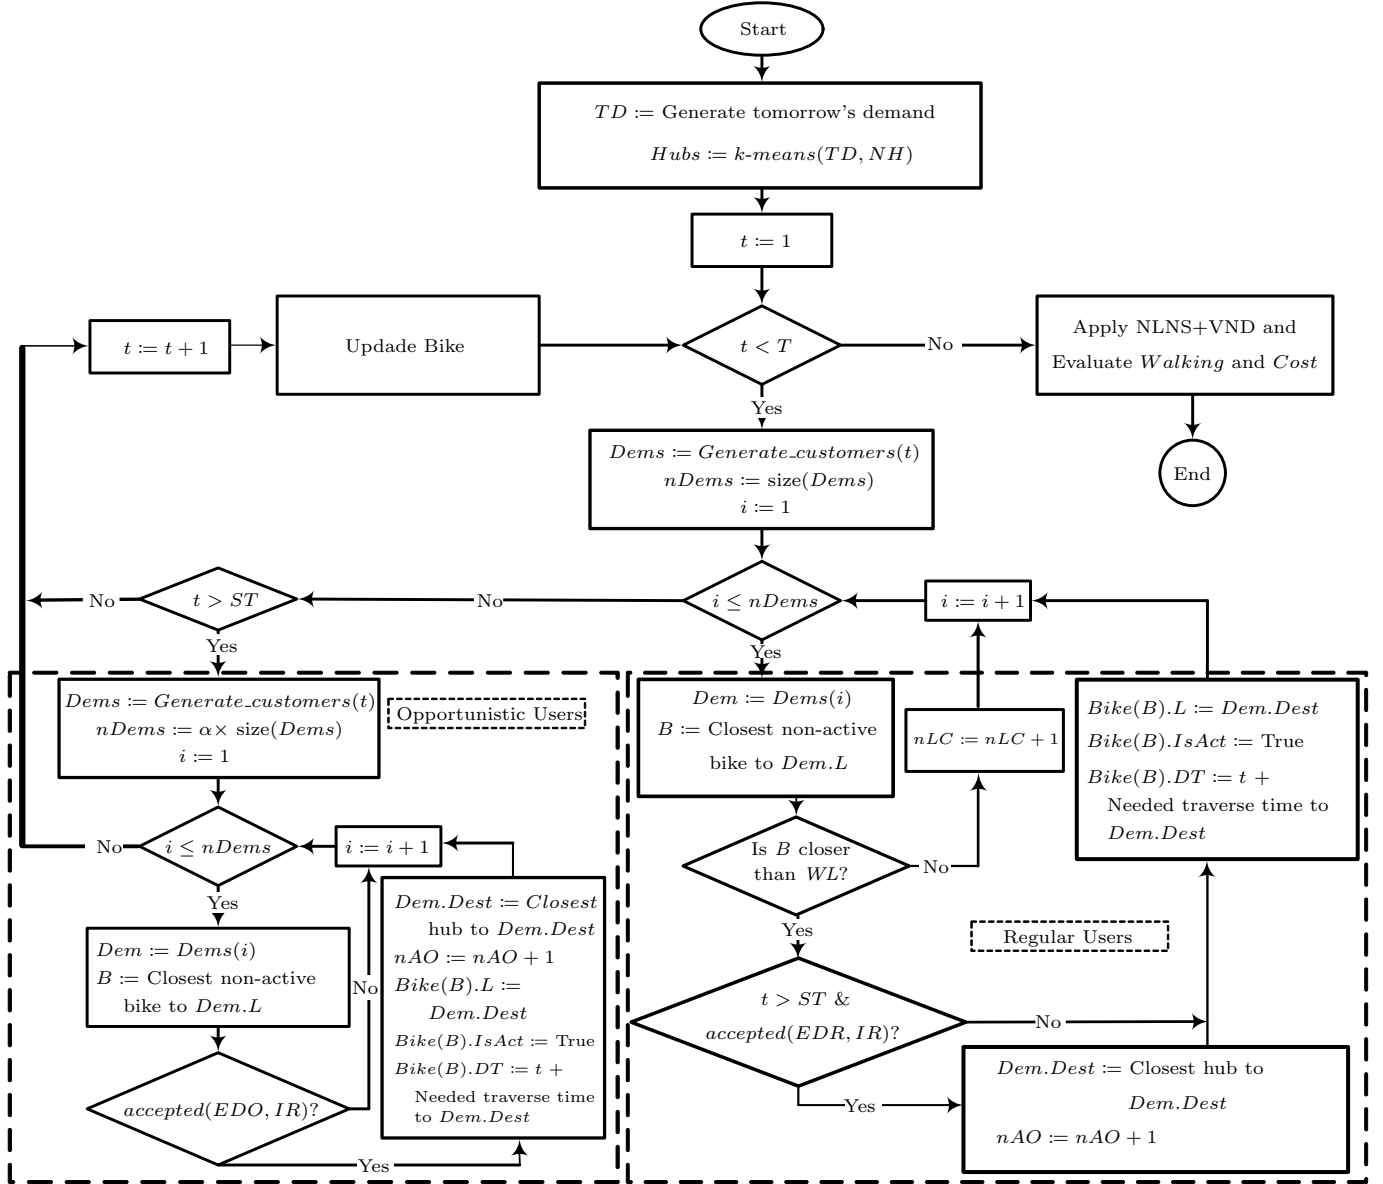 Start
TD := Generate tomorrow's demand
Hubs := k-means(TD, NH)
t := 1
t := t + 1
Updade Bike
t < T
No
Apply NLNS+VND and
Evaluate Walking and Cost
Yes
End
Dems := Generate_customers(t)
nDems := size(Dems)
i := 1
No
t > ST
No
i ≤ nDems
i := i + 1
Yes
Yes
Dems := Generate_customers(t)
nDems := α× size(Dems)
i := 1
Opportunistic Users
Dem := Dems(i)
B := Closest non-active
bike to Dem.L
nLC := nLC + 1
Bike(B).L := Dem.Dest
Bike(B).IsAct := True
Bike(B).DT := t +
Needed traverse time to
Dem.Dest
No
i ≤ nDems
i := i + 1
Is B closer
than WL?
No
Yes
Dem.Dest := Closest
hub to Dem.Dest
nAO := nAO + 1
Bike(B).L :=
Dem.Dest
Bike(B).IsAct := True
Bike(B).DT := t +
Needed traverse time
to Dem.Dest
Yes
Regular Users
Dem := Dems(i)
B := Closest non-active
bike to Dem.L
No
t > ST &
accepted(EDR, IR)?
No
accepted(EDO, IR)?
Yes
Yes
Dem.Dest := Closest hub to
Dem.Dest
nAO := nAO + 1